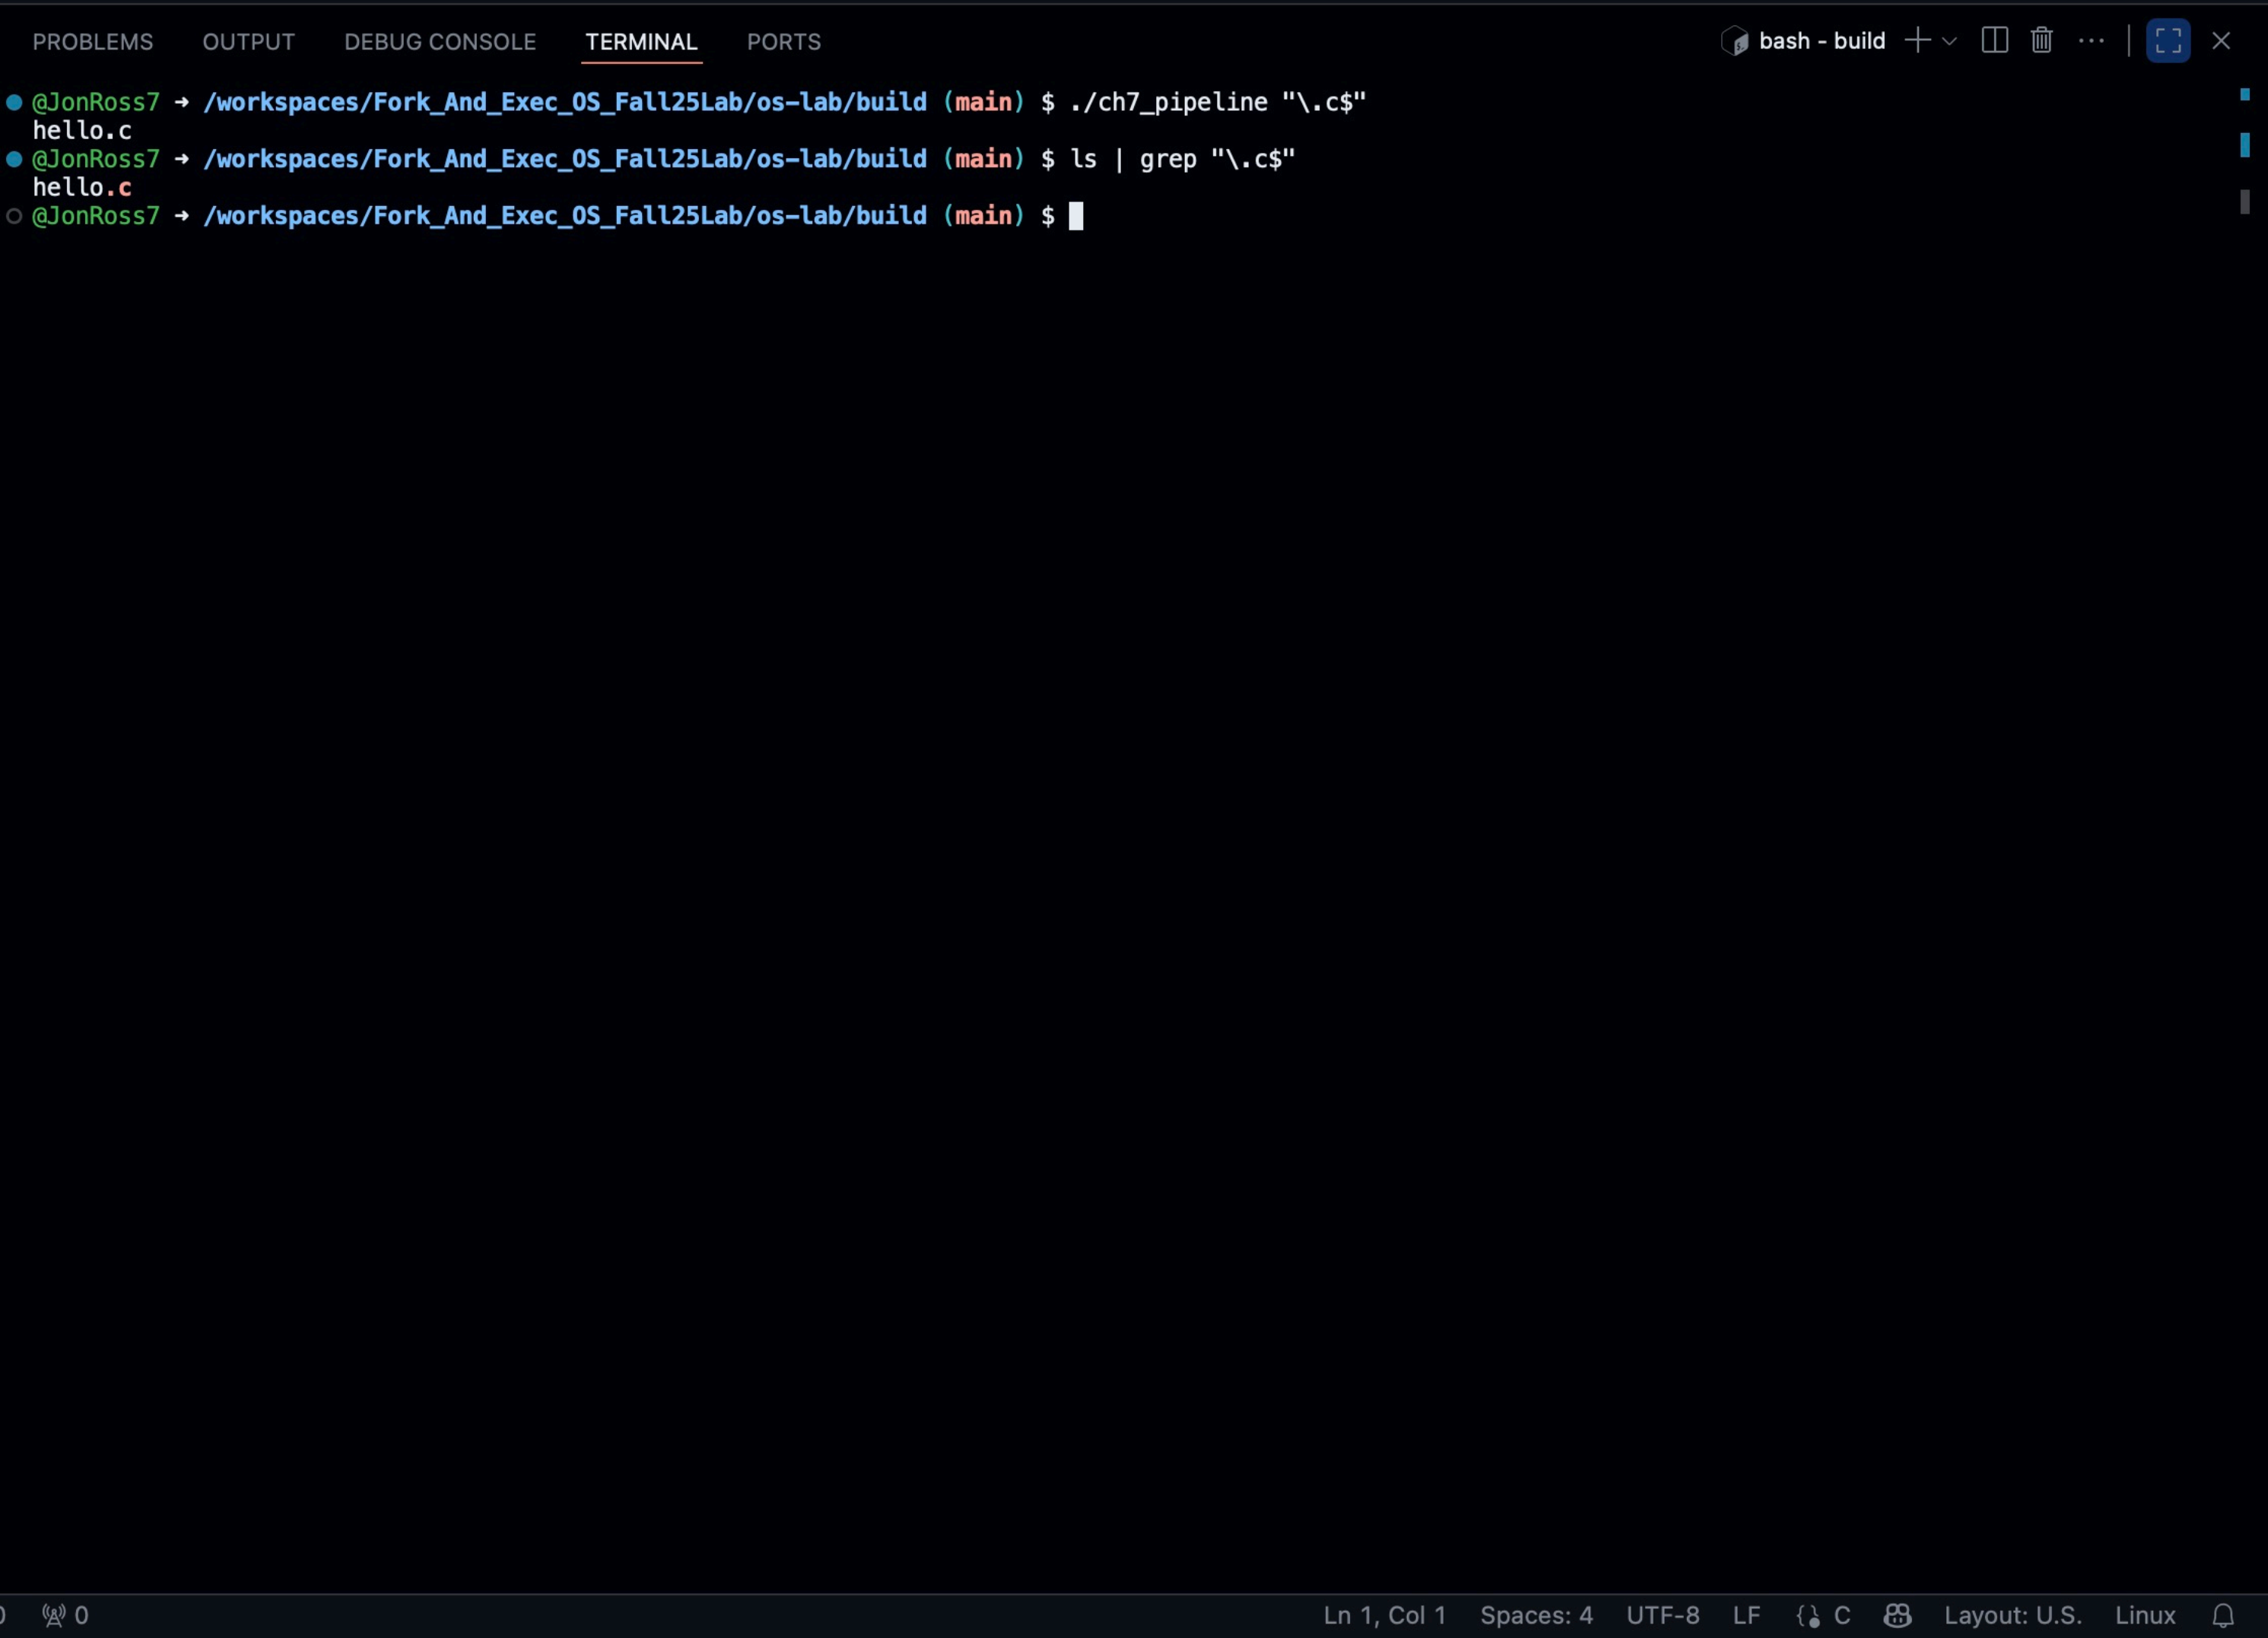 PROBLEMS OUTPUT DEBUG CONSOLE TERMINAL PORTS bash - build
@JonRoss7 → /workspaces/Fork_And_Exec_OS_Fall25Lab/os-lab/build (main) $ ./ch7_pipeline "\.c$"
hello.c
@JonRoss7 → /workspaces/Fork_And_Exec_OS_Fall25Lab/os-lab/build (main) $ ls | grep "\.c$"
hello.c
@JonRoss7 → /workspaces/Fork_And_Exec_OS_Fall25Lab/os-lab/build (main) $
0 Ln 1, Col 1 Spaces: 4 UTF-8 LF C Layout: U.S. Linux